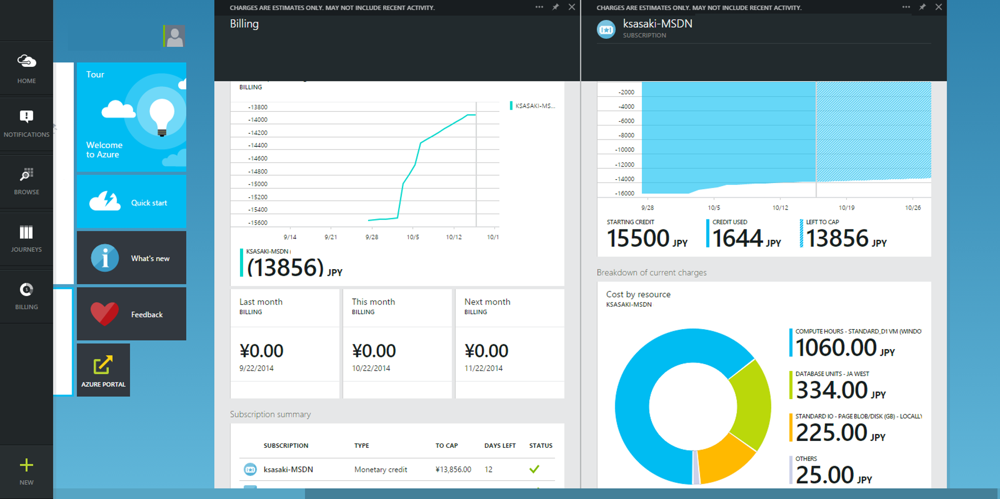 HOME
NOTIFICATIONS
BROWSE
JOURNEYS
BILLING
NEW
Tour
Welcome
to Azure
Quick start
What's new
Feedback
AZURE PORTAL
CHARGES ARE ESTIMATES ONLY. MAY NOT INCLUDE RECENT ACTIVITY.
Billing
BILLING
-13800
-14000
-14200
-14400
-14600
-14800
-15000
-15200
-15400
-15600
9/14 9/21 9/28 10/5 10/12 10/1
KSASAKI-MS...
KSASAKI-MSDN (
(13856) JPY
Last month
BILLING
¥0.00
9/22/2014
This month
BILLING
¥0.00
10/22/2014
Next month
BILLING
¥0.00
11/22/2014
Subscription summary
SUBSCRIPTION TYPE TO CAP DAYS LEFT STATUS
ksasaki-MSDN Monetary credit ¥13,856.00 12
CHARGES ARE ESTIMATES ONLY. MAY NOT INCLUDE RECENT ACTIVITY.
ksasaki-MSDN
SUBSCRIPTION
-2000
-4000
-6000
-8000
-10000
-12000
-14000
-16000
9/28 10/5 10/12 10/19 10/26
STARTING CREDIT
15500 JPY
CREDIT USED
1644 JPY
LEFT TO CAP
13856 JPY
Breakdown of current charges
Cost by resource
KSASAKI-MSDN
COMPUTE HOURS - STANDARD_D1 VM (WINDO
1060.00 JPY
DATABASE UNITS - JA WEST
334.00 JPY
STANDARD IO - PAGE BLOB/DISK (GB) - LOCALLY
225.00 JPY
OTHERS
25.00 JPY